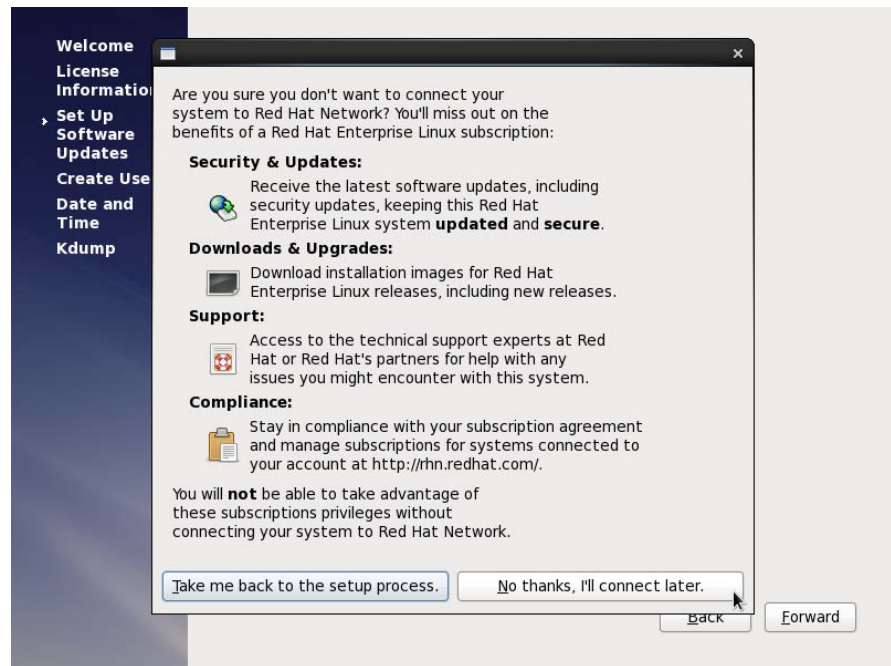 Welcome
License
Informatio
Set Up
Software
Updates
Create Use
Date and
Time
Kdump
Are you sure you don't want to connect your
system to Red Hat Network? You'll miss out on the
benefits of a Red Hat Enterprise Linux subscription:
Security & Updates:
Receive the latest software updates, including
security updates, keeping this Red Hat
Enterprise Linux system updated and secure.
Downloads & Upgrades:
Download installation images for Red Hat
Enterprise Linux releases, including new releases.
Support:
Access to the technical support experts at Red
Hat or Red Hat's partners for help with any
issues you might encounter with this system.
Compliance:
Stay in compliance with your subscription agreement
and manage subscriptions for systems connected to
your account at http://rhn.redhat.com/.
You will not be able to take advantage of
these subscriptions privileges without
connecting your system to Red Hat Network.
Take me back to the setup process.
No thanks, I'll connect later.
Back
Forward